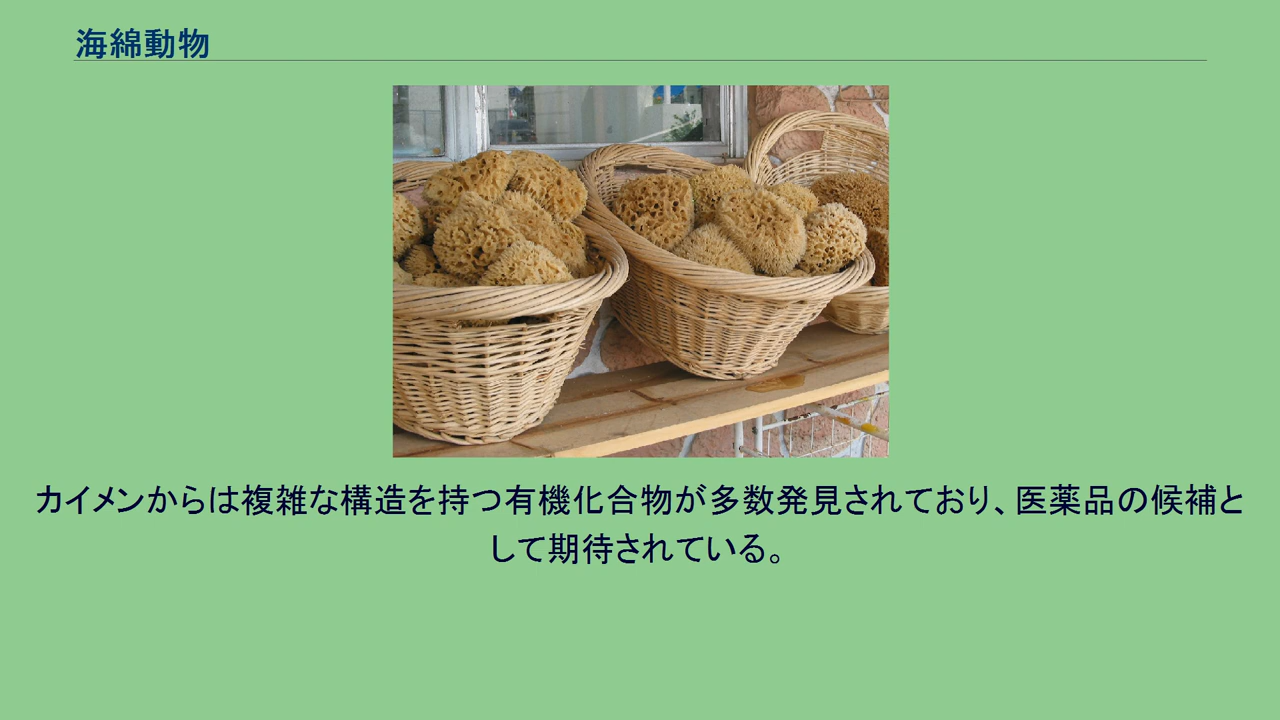 海綿動物
カイメンからは複雑な構造を持つ有機化合物が多数発見されており、医薬品の候補と
して期待されている。